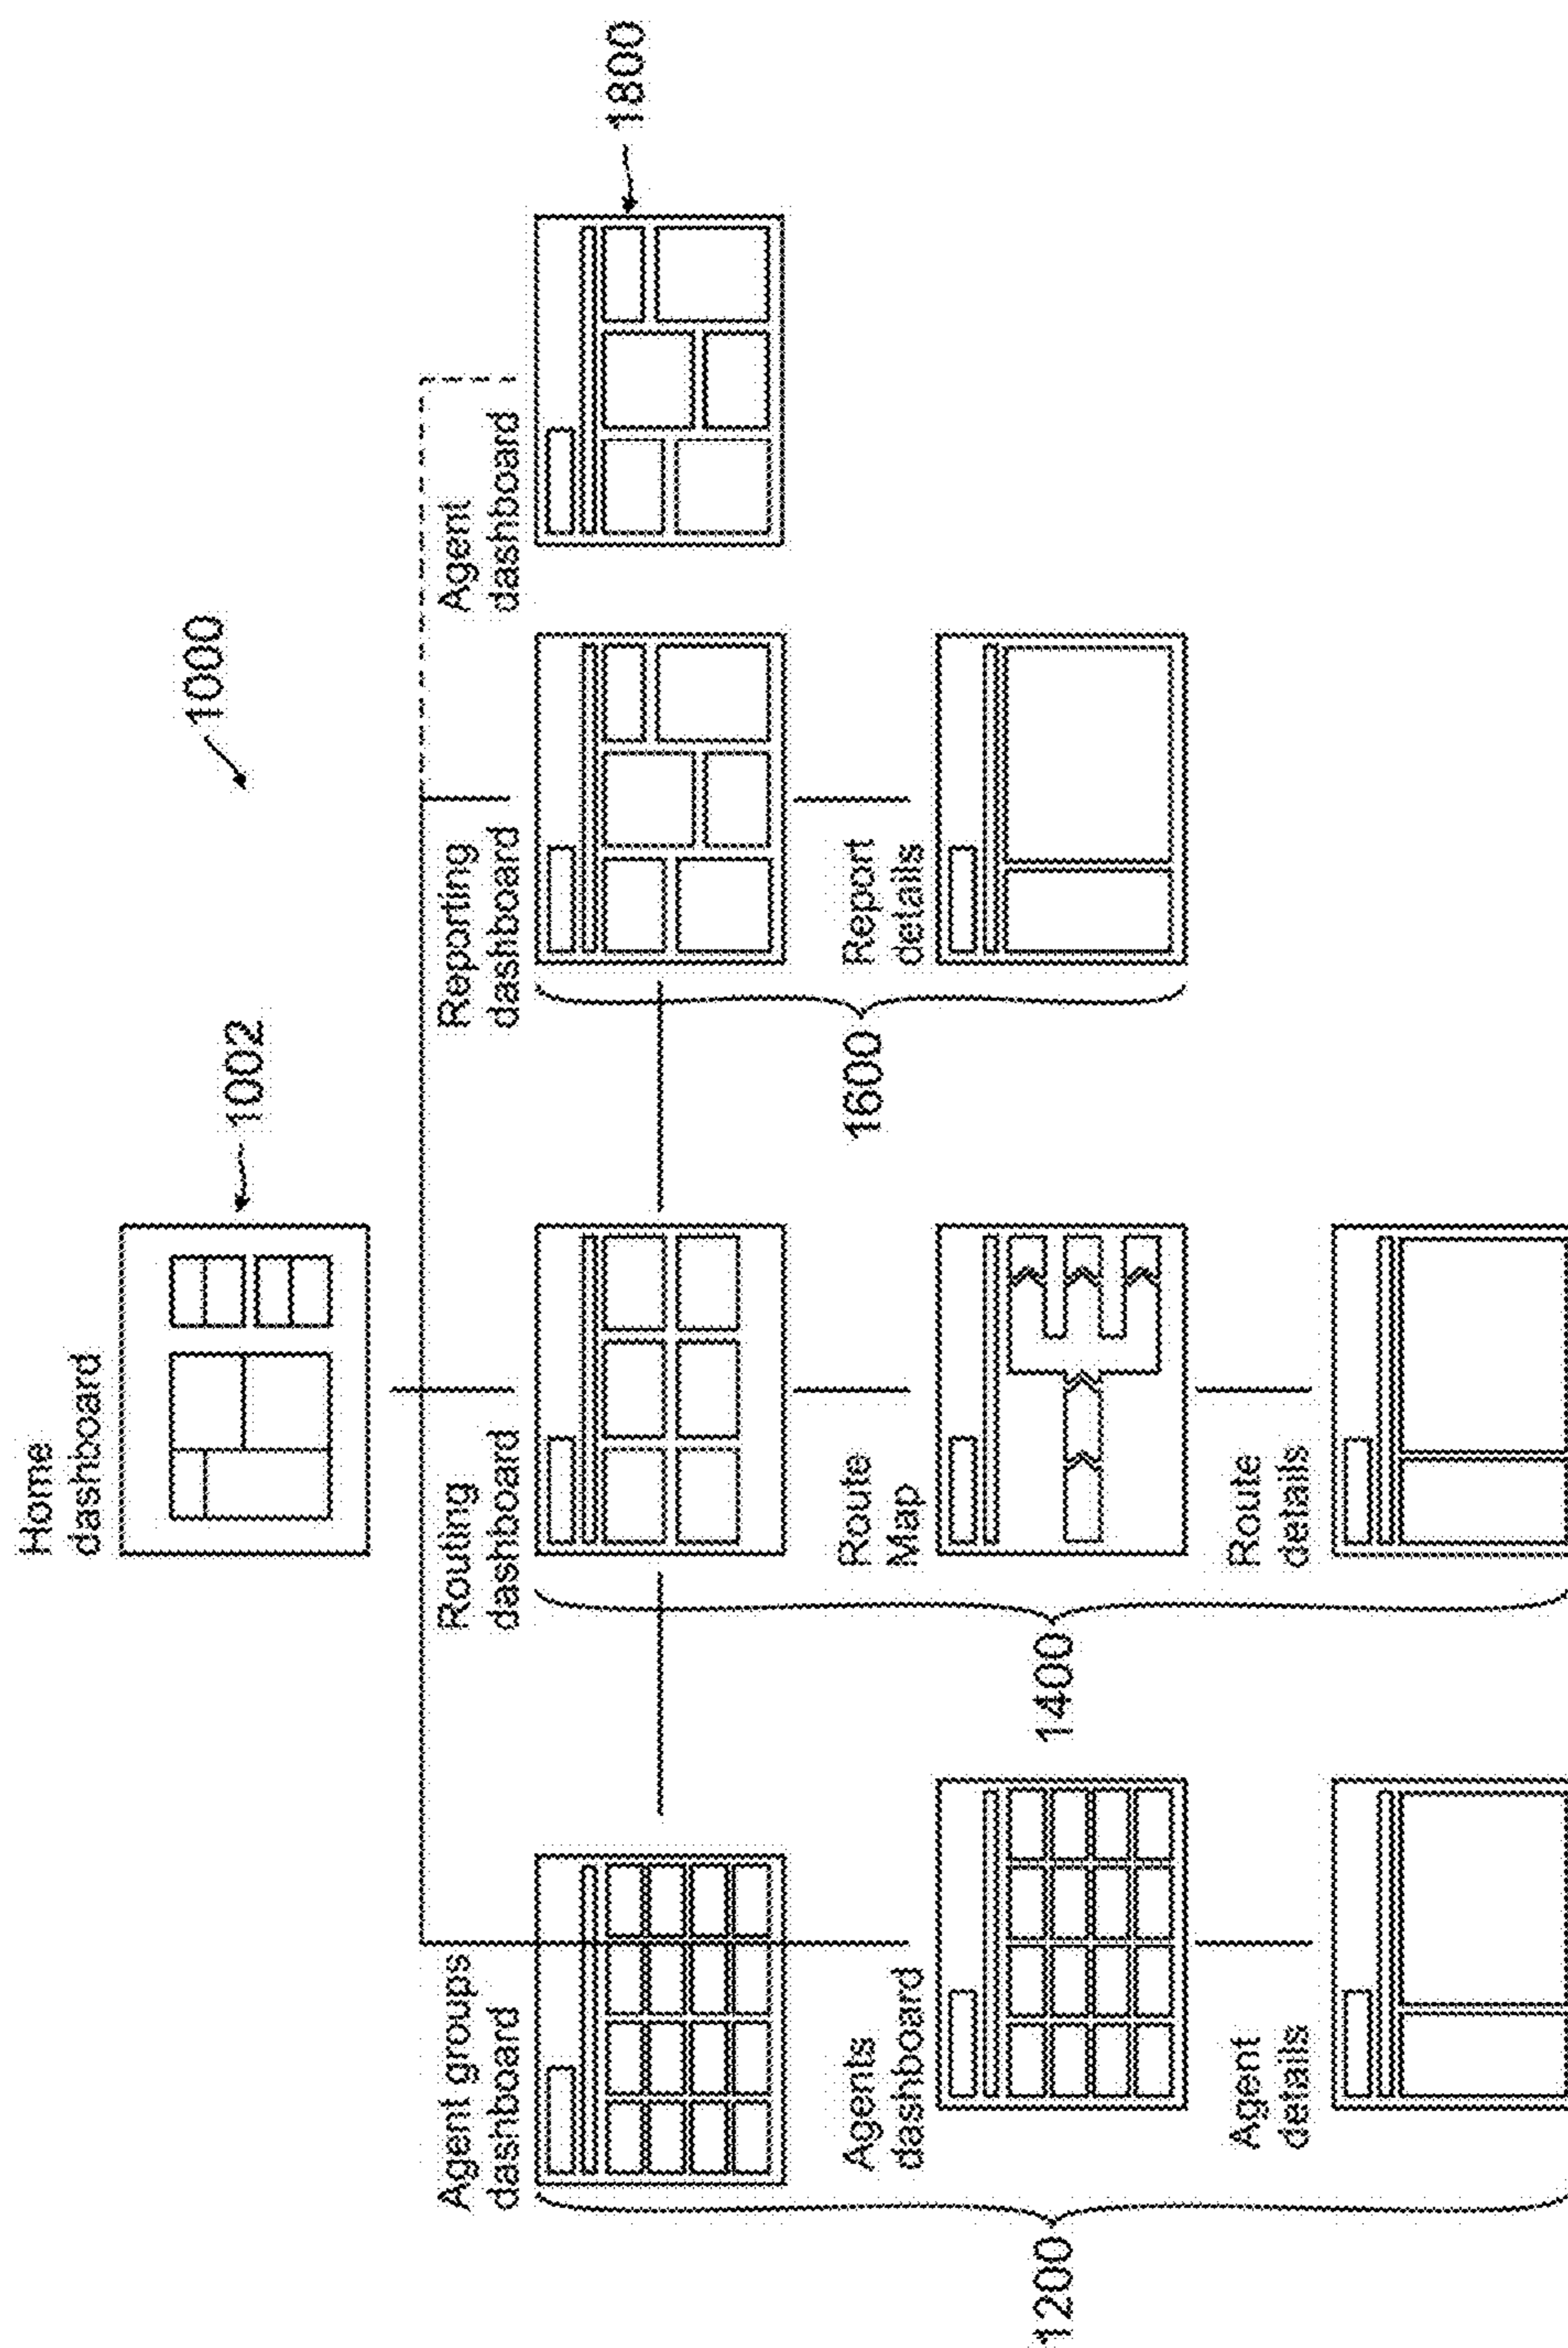 1000
Home
dashboard
1002
Agent groups
dashboard
Routing
dashboard
Reporting
dashboard
Agent
dashboard
1800
Agents
dashboard
Route
Map
Report
details
1600
1200
1400
Agent
details
Route
details